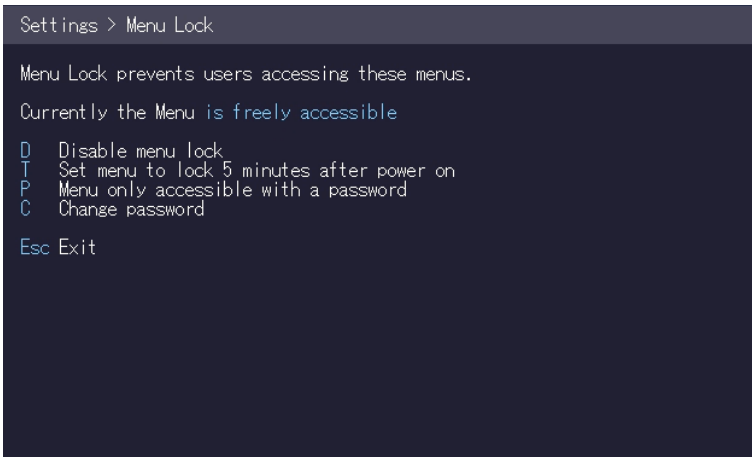 Settings > Menu Lock
Menu Lock prevents users accessing these menus.
Currently the Menu is freely accessible
D Disable menu lock
T Set menu to lock 5 minutes after power on
P Menu only accessible with a password
C Change password
Esc Exit